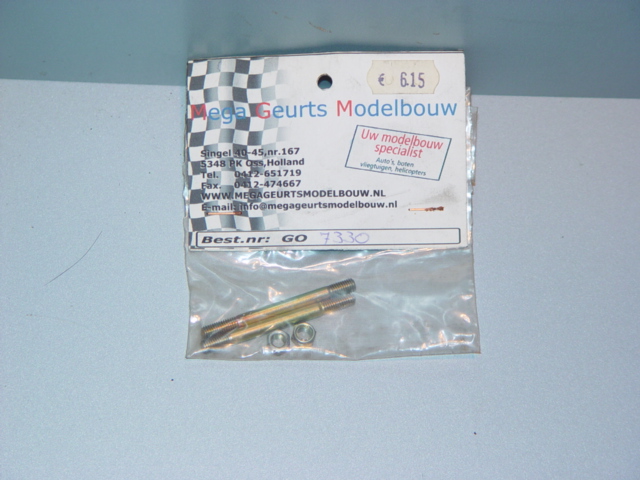 € 6.15
Mega Geurts Modelbouw
Uw modelbouw
specialist
Auto's, boten
vliegtuigen, helicopters
Singel 40-45,nr.167
5348 PK Oss,Holland
Tel. 0412-651719
Fax. 0412-474667
WWW.MEGAGEURTSMODELBOUW.NL
E-mail: info@megageurtsmodelbouw.nl
Best.nr: GO 7330